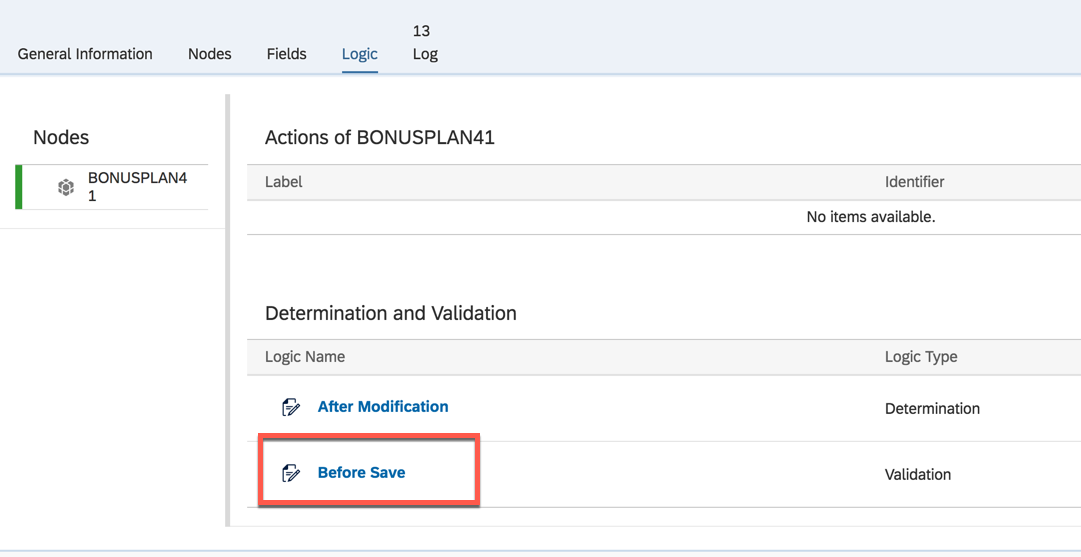 13
General Information Nodes Fields Logic Log
Nodes
BONUSPLAN4
1
Actions of BONUSPLAN41
Label Identifier
No items available.
Determination and Validation
Logic Name Logic Type
After Modification Determination
Before Save Validation